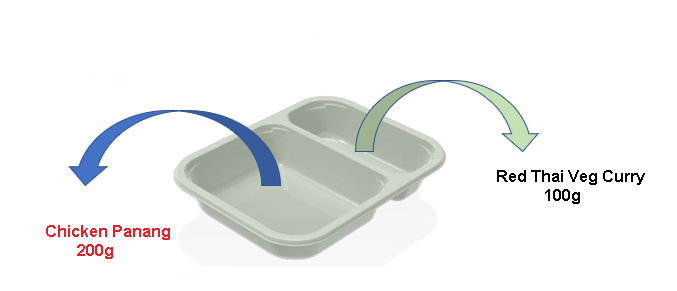 Chicken Panang
200g
Red Thai Veg Curry
100g